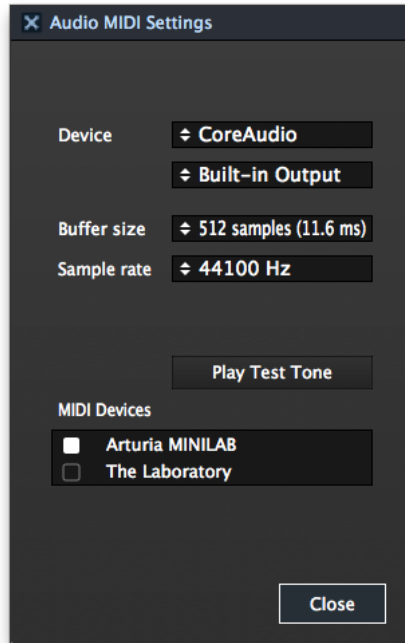 Audio MIDI Settings
Device CoreAudio
Built-in Output
Buffer size 512 samples (11.6 ms)
Sample rate 44100 Hz
Play Test Tone
MIDI Devices
Arturia MINILAB
The Laboratory
Close